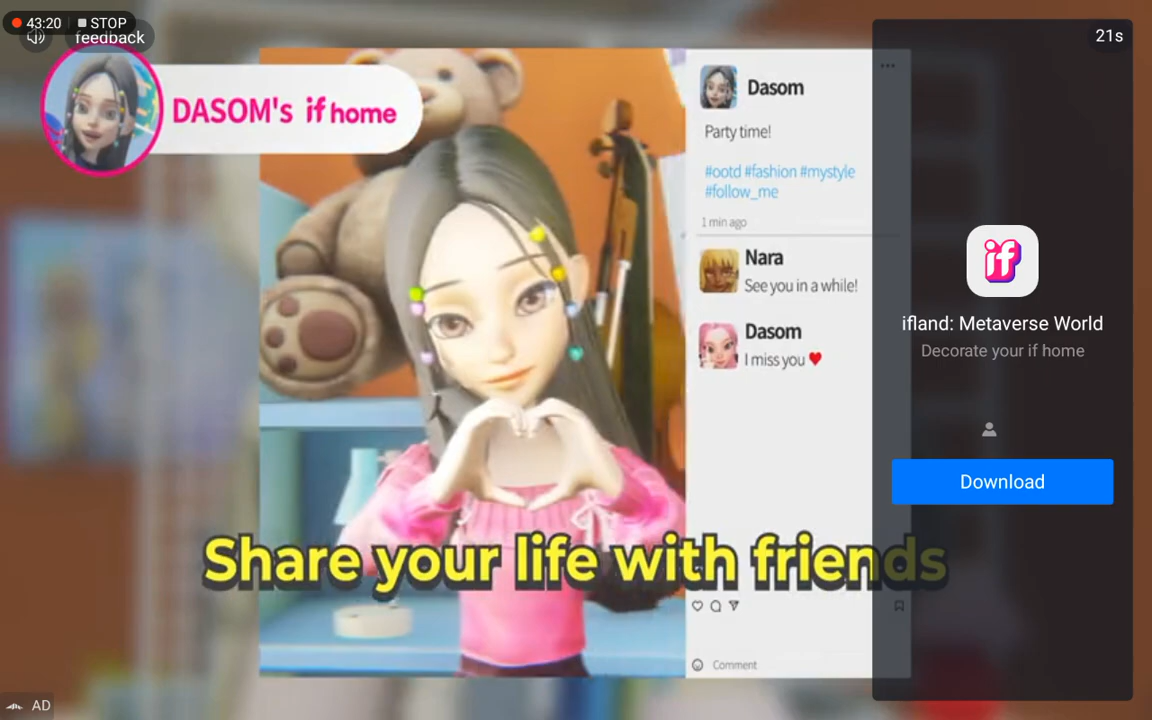 43:20
STOP
feedback
21s
DASOM's if home
Dasom
Party time!
#ootd #fashion #mystyle
#follow_me
1 min ago
Nara
See you in a while!
Dasom
I miss you ♥
if
ifland: Metaverse World
Decorate your if home
Download
Share your life with friends
Comment
AD